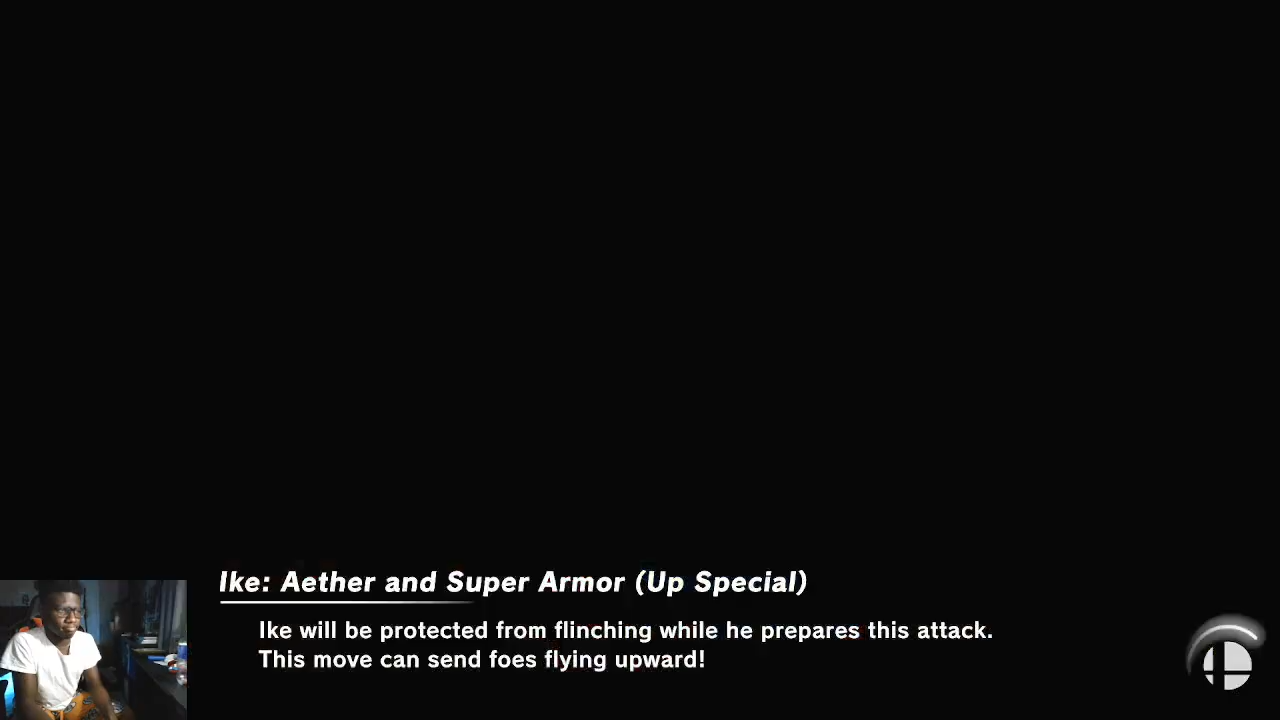 Ike: Aether and Super Armor (Up Special)
Ike will be protected from flinching while he prepares this attack.
This move can send foes flying upward!